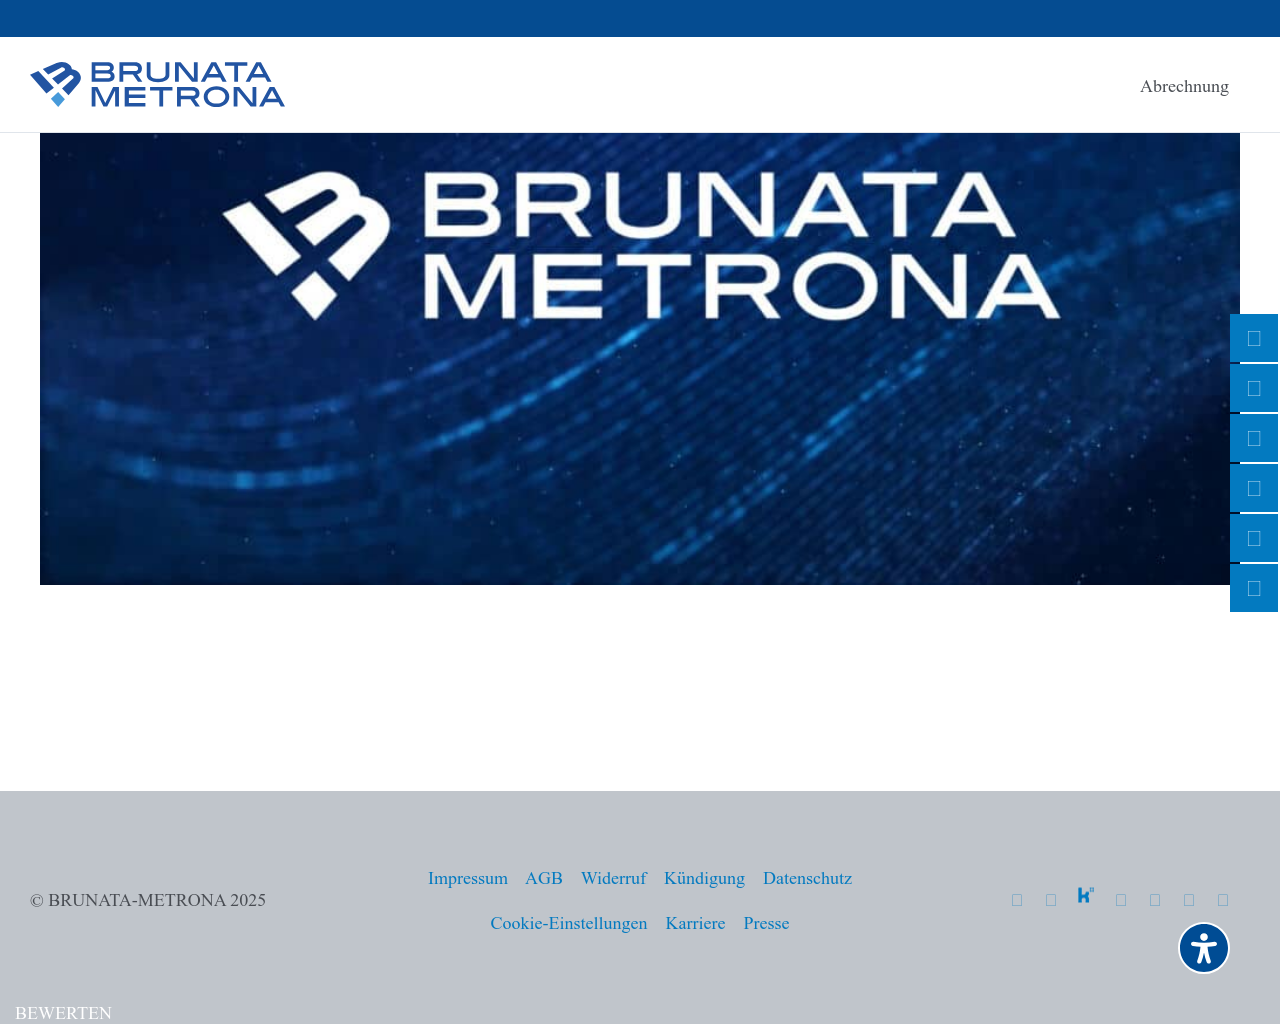 BRUNATA
METRONA
Abrechnung
BRUNATA
METRONA
Impressum AGB Widerruf Kündigung Datenschutz
© BRUNATA-METRONA 2025
Cookie-Einstellungen Karriere Presse
BEWERTEN